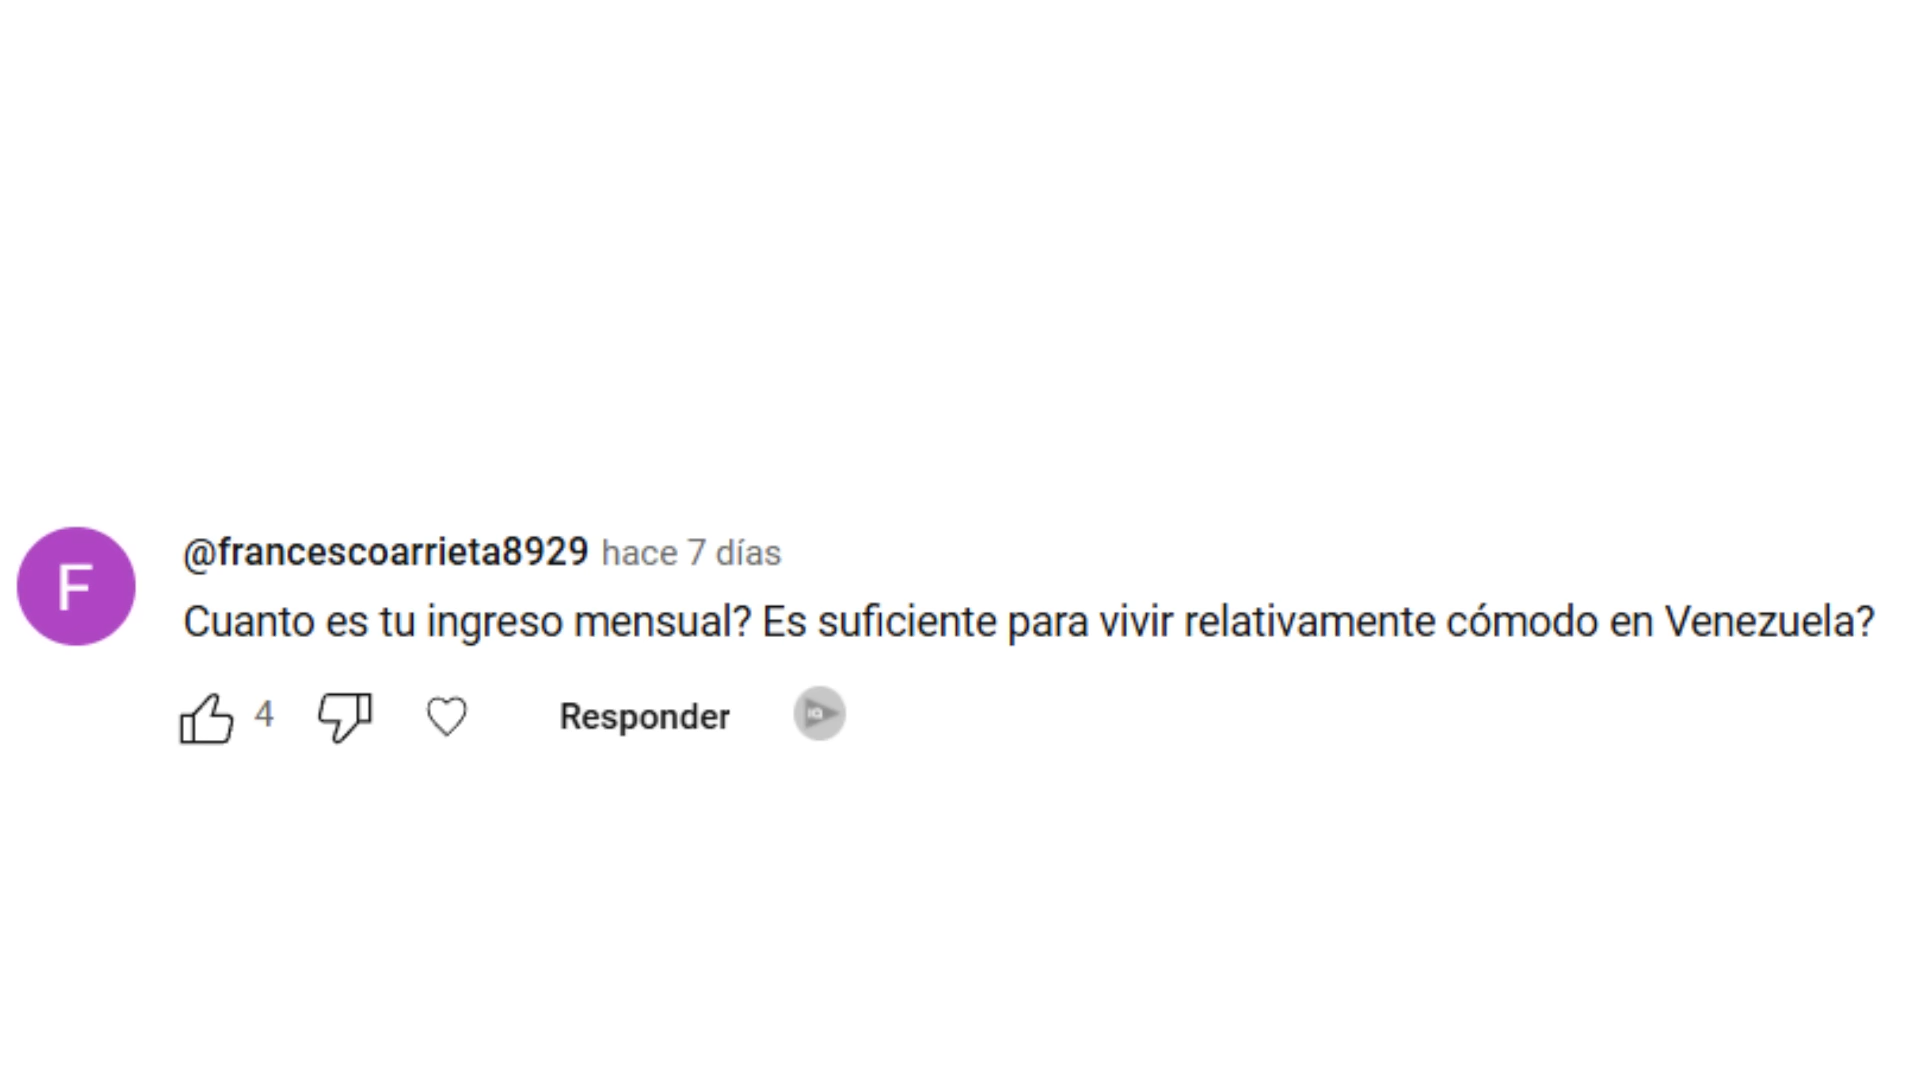 F
@francescoarrieta8929 hace 7 días
Cuanto es tu ingreso mensual? Es suficiente para vivir relativamente cómodo en Venezuela?
4 Responder IQ